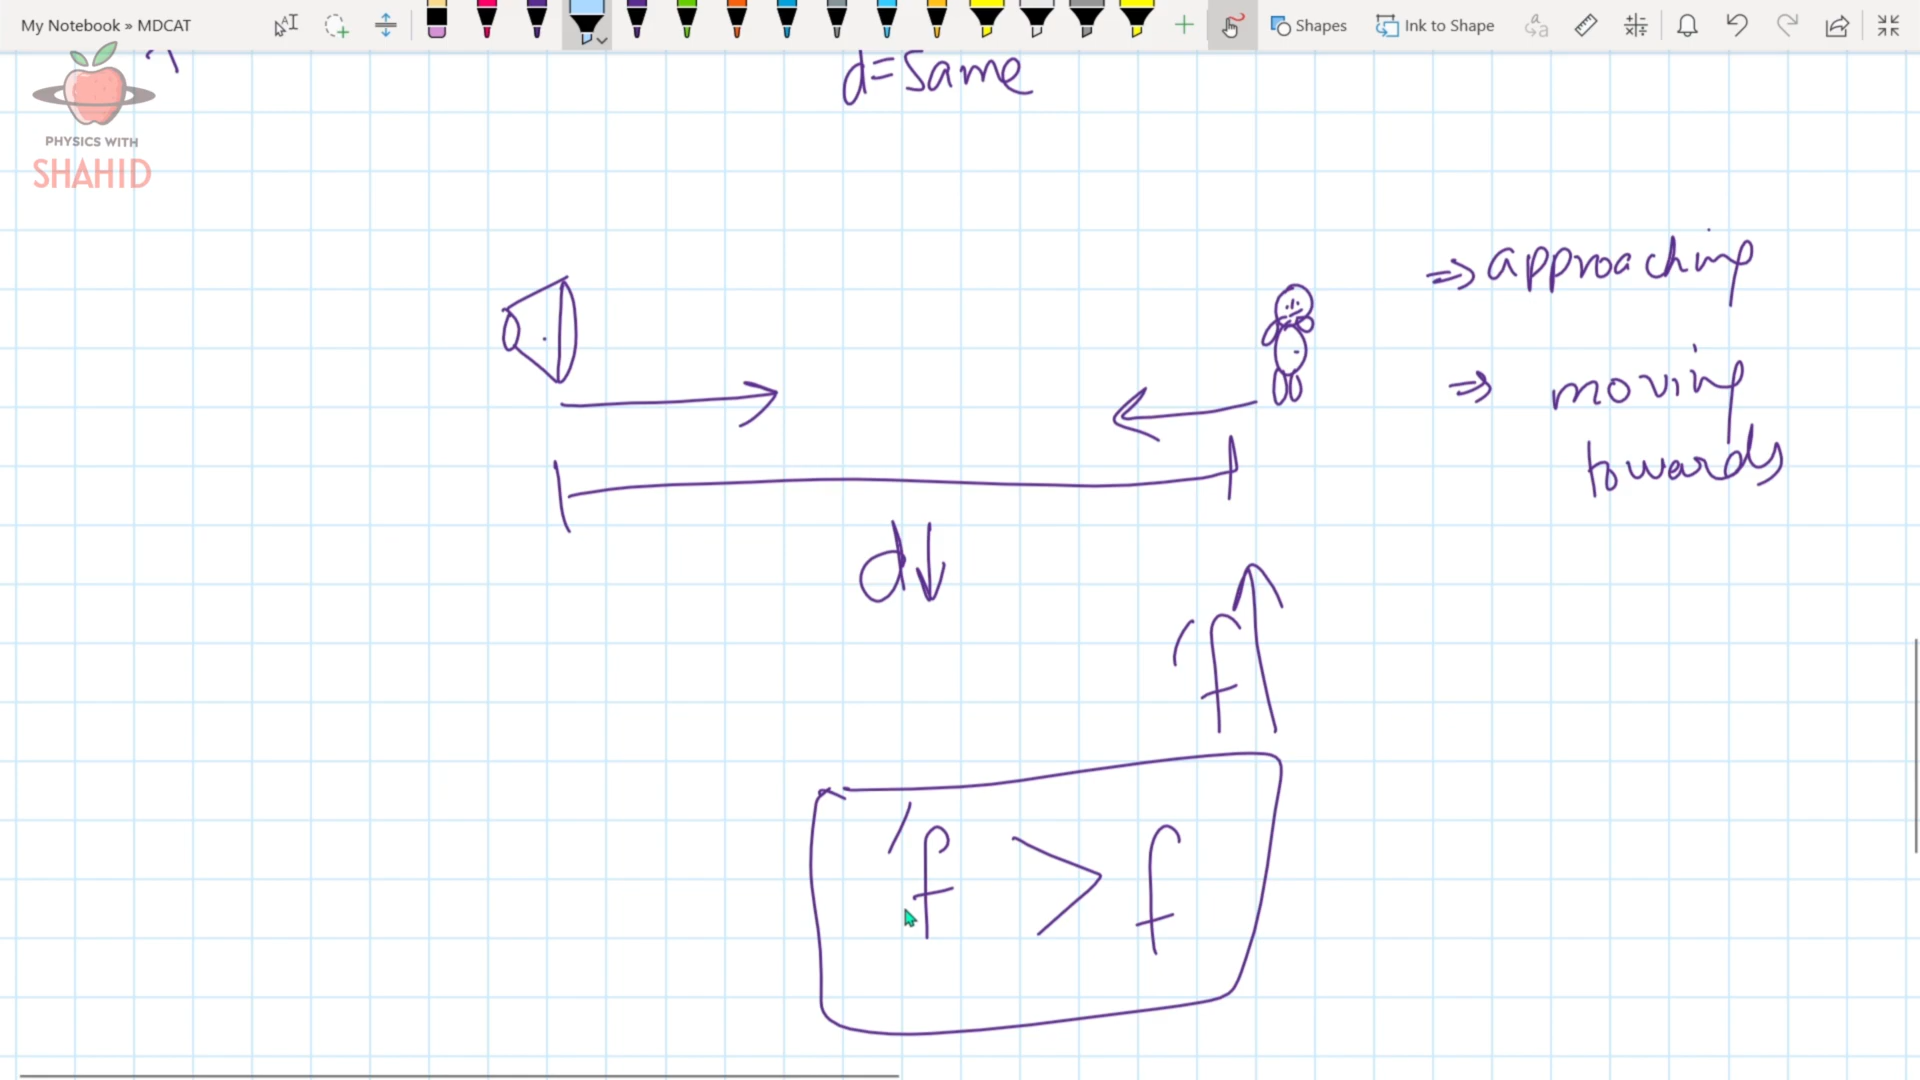 My Notebook » MDCAT
Shapes
Ink to Shape
PHYSICS WITH
SHAHID
d=Same
⇒ approaching
⇒ moving
towards
d↓
'f↑
'f > f